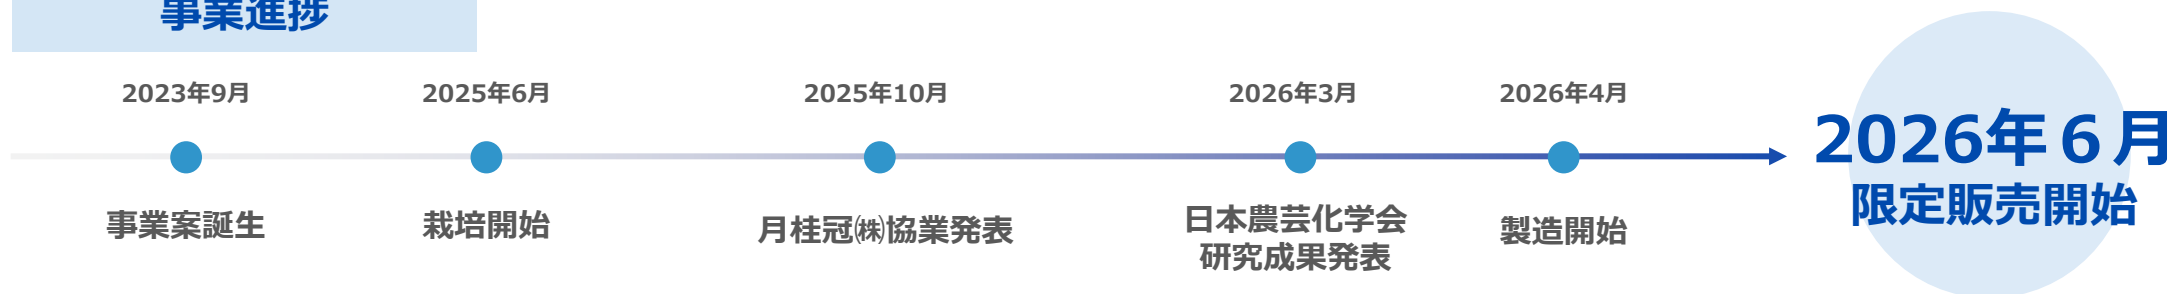 事業進捗
2023年9月
2025年6月
2025年10月
2026年3月
2026年4月
2026年６月
限定販売開始
事業案誕生
栽培開始
月桂冠㈱協業発表
日本農芸化学会
研究成果発表
製造開始